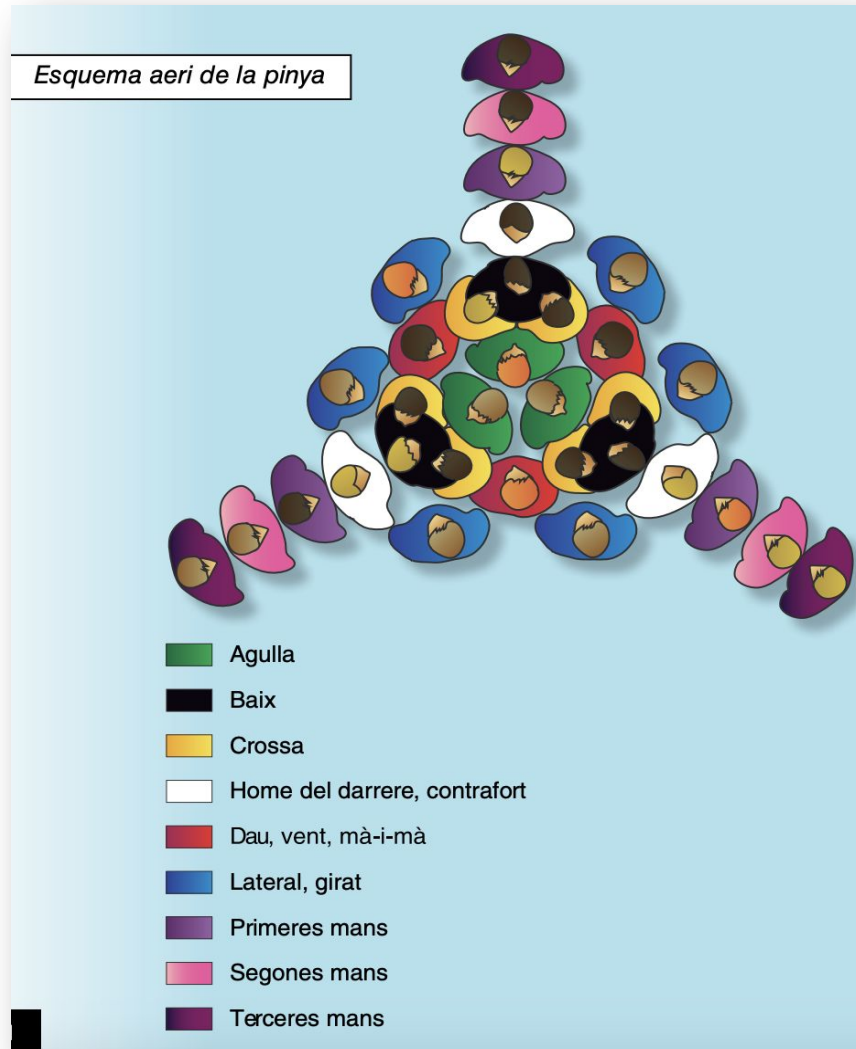 Esquema aeri de la pinya
Agulla
Baix
Crossa
Home del darrere, contrafort
Dau, vent, mà-i-mà
Lateral, girat
Primeres mans
Segones mans
Terceres mans